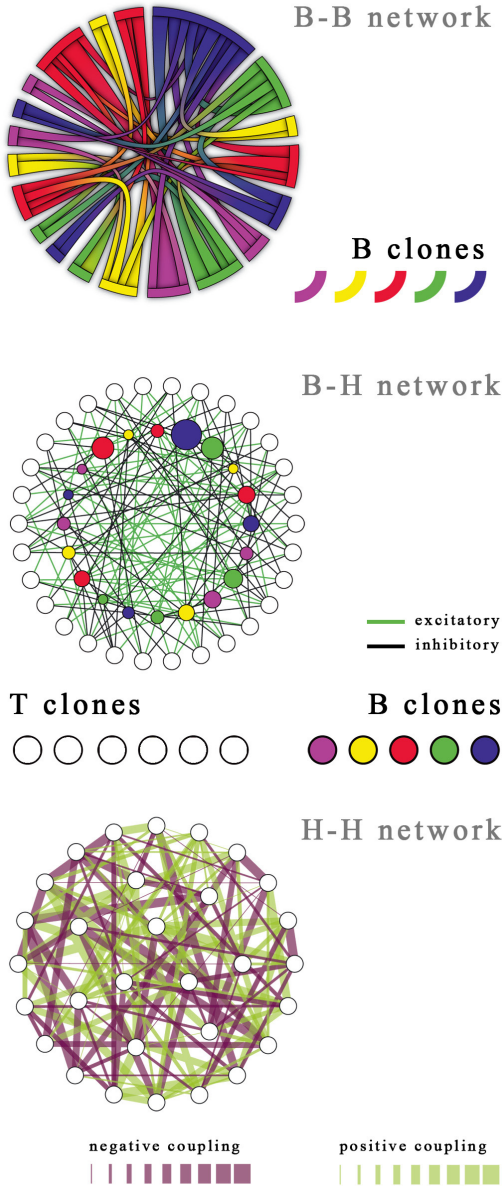 B-B network
B clones
B-H network
excitatory
inhibitory
T clones
B clones
H-H network
negative coupling
positive coupling